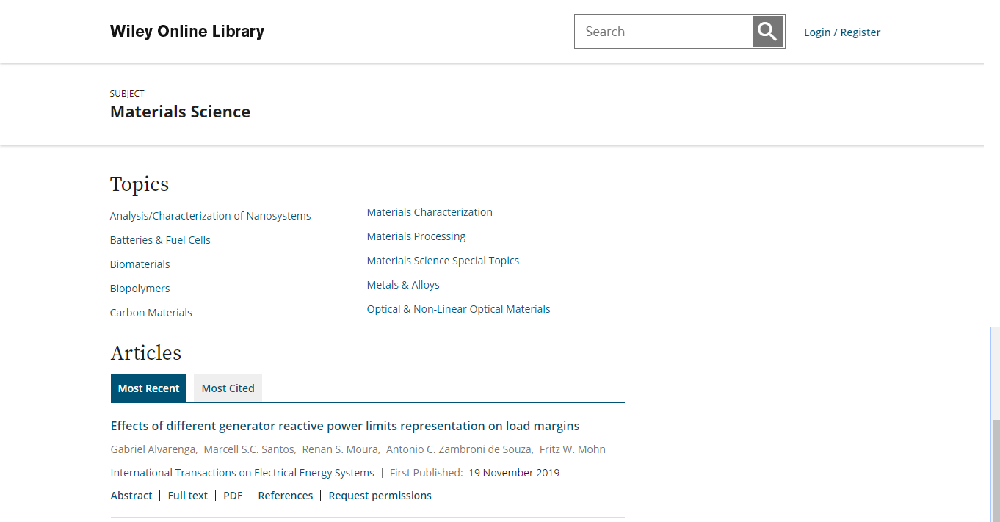 Wiley Online Library
Search
Login / Register
SUBJECT
Materials Science
Topics
Analysis/Characterization of Nanosystems
Batteries & Fuel Cells
Biomaterials
Biopolymers
Carbon Materials
Materials Characterization
Materials Processing
Materials Science Special Topics
Metals & Alloys
Optical & Non-Linear Optical Materials
Articles
Most Recent
Most Cited
Effects of different generator reactive power limits representation on load margins
Gabriel Alvarenga, Marcell S.C. Santos, Renan S. Moura, Antonio C. Zambroni de Souza, Fritz W. Mohn
International Transactions on Electrical Energy Systems | First Published: 19 November 2019
Abstract | Full text | PDF | References | Request permissions